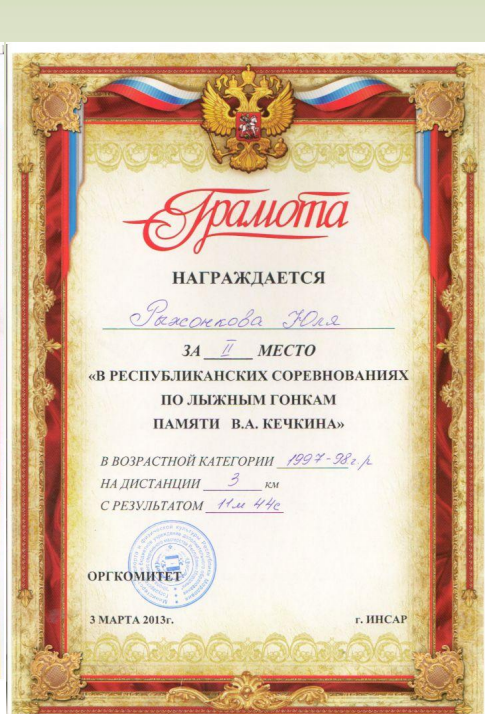 Грамота
НАГРАЖДАЕТСЯ
Рыжонкова Юля
ЗА II МЕСТО
«В РЕСПУБЛИКАНСКИХ СОРЕВНОВАНИЯХ
ПО ЛЫЖНЫМ ГОНКАМ
ПАМЯТИ В.А. КЕЧКИНА»
В ВОЗРАСТНОЙ КАТЕГОРИИ 1997-98 г.р.
НА ДИСТАНЦИИ 3 км
С РЕЗУЛЬТАТОМ 11м 44с
ОРГКОМИТЕТ
3 МАРТА 2013г. г. ИНСАР